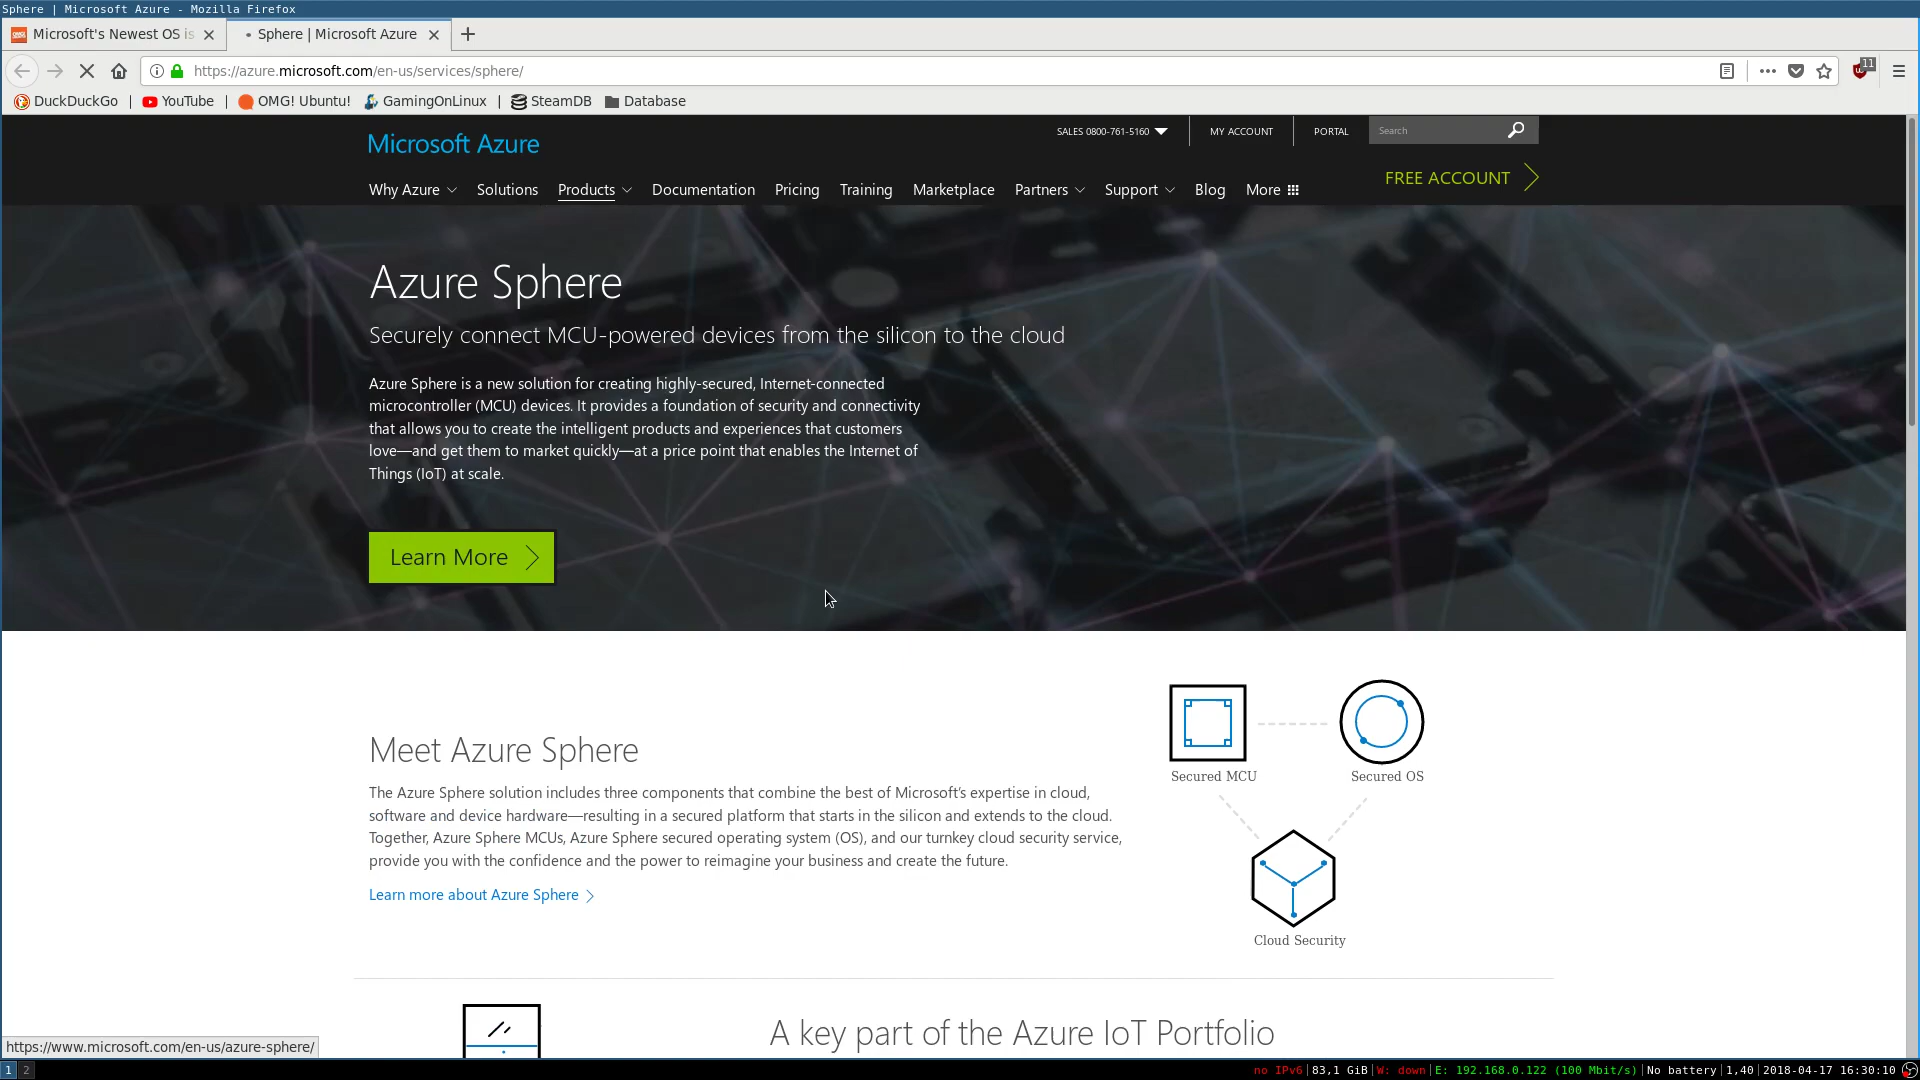 Sphere | Microsoft Azure - Mozilla Firefox
Microsoft's Newest OS is
Sphere | Microsoft Azure
https://azure.microsoft.com/en-us/services/sphere/
11
DuckDuckGo | YouTube | OMG! Ubuntu! GamingOnLinux | SteamDB Database
Microsoft Azure
SALES 0800-761-5160
MY ACCOUNT
PORTAL
Search
Why Azure Solutions Products Documentation Pricing Training Marketplace Partners Support Blog More
FREE ACCOUNT
Azure Sphere
Securely connect MCU-powered devices from the silicon to the cloud
Azure Sphere is a new solution for creating highly-secured, Internet-connected
microcontroller (MCU) devices. It provides a foundation of security and connectivity
that allows you to create the intelligent products and experiences that customers
love—and get them to market quickly—at a price point that enables the Internet of
Things (IoT) at scale.
Learn More
Meet Azure Sphere
The Azure Sphere solution includes three components that combine the best of Microsoft's expertise in cloud,
software and device hardware—resulting in a secured platform that starts in the silicon and extends to the cloud.
Together, Azure Sphere MCUs, Azure Sphere secured operating system (OS), and our turnkey cloud security service,
provide you with the confidence and the power to reimagine your business and create the future.
Learn more about Azure Sphere
Secured MCU
Secured OS
Cloud Security
A key part of the Azure IoT Portfolio
https://www.microsoft.com/en-us/azure-sphere/
1 2
no IPv6|83,1 GiB|W: down|E: 192.168.0.122 (100 Mbit/s)|No battery|1,40|2018-04-17 16:30:10